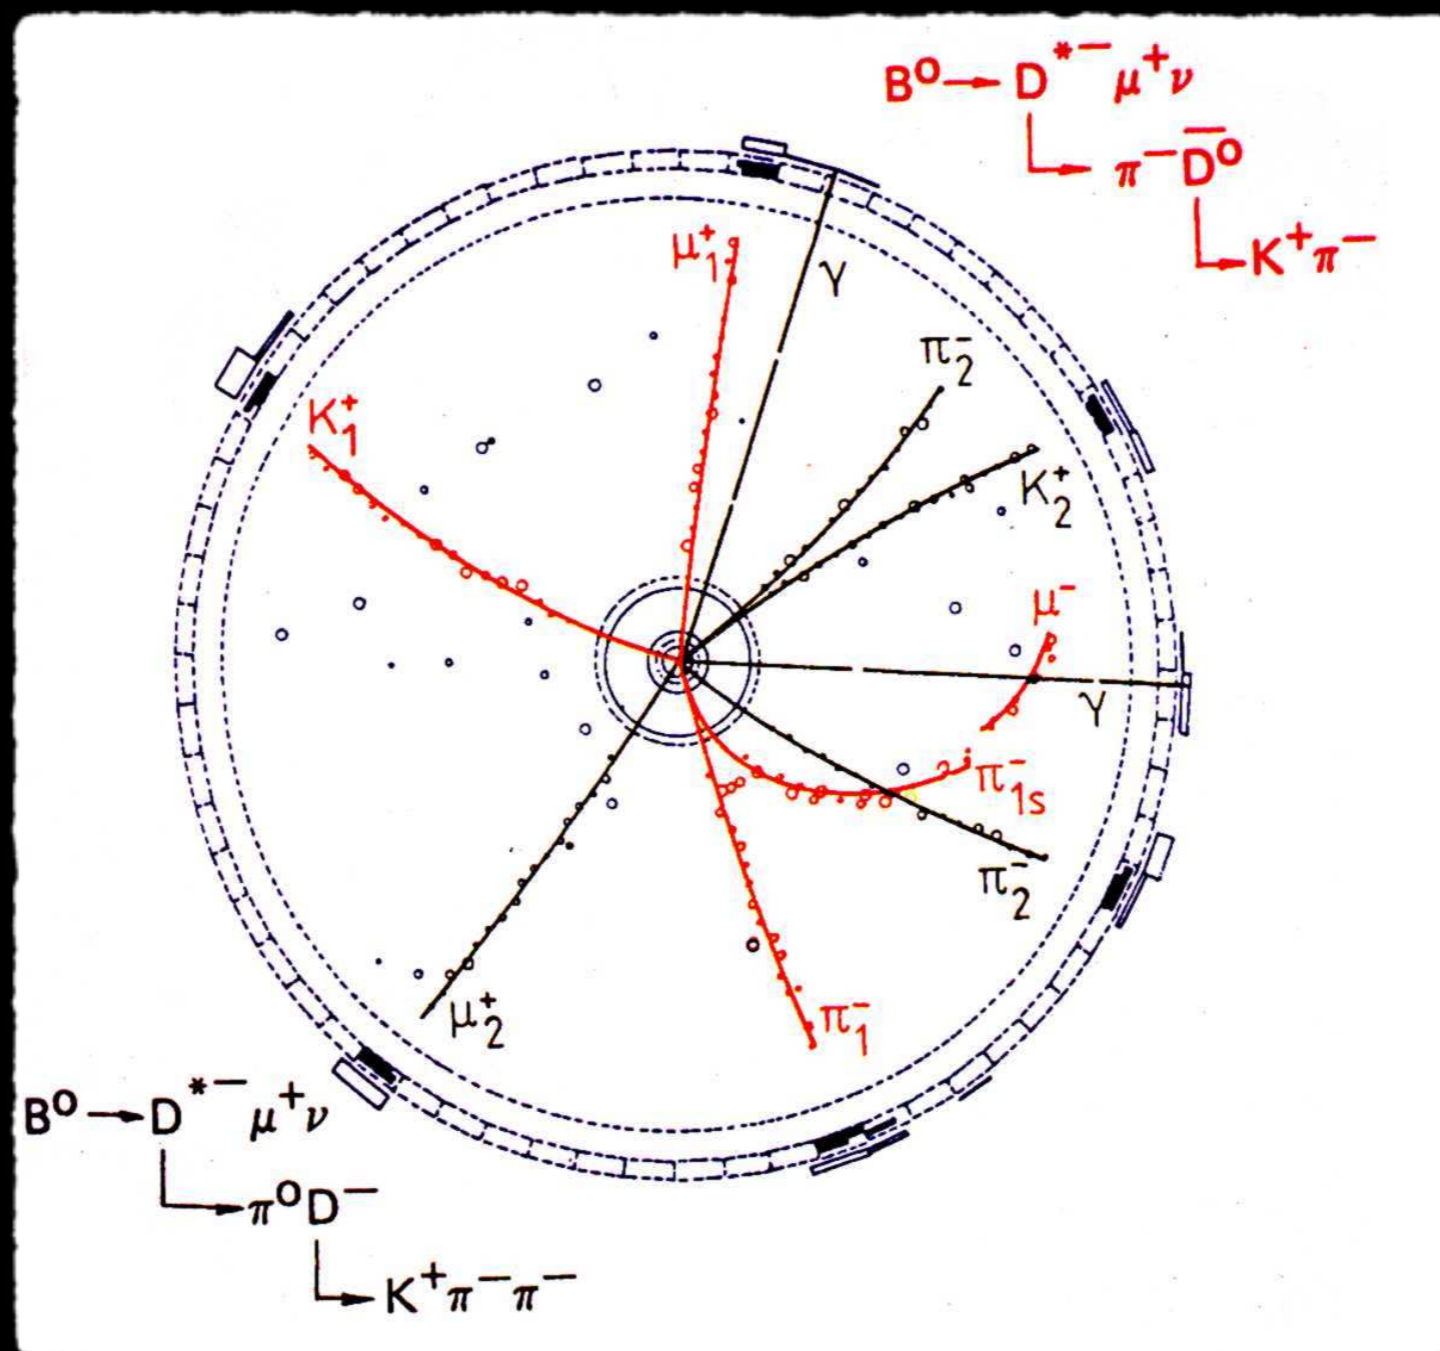 B⁰→D*⁻μ⁺ν
π⁻D̅⁰
K⁺π⁻
μ₁⁺
γ
π₂⁻
K₁⁺
K₂⁺
μ⁻
γ
π₁ₛ⁻
π₂⁻
μ₂⁺
π₁⁻
B⁰→D*⁻μ⁺ν
π⁰D⁻
K⁺π⁻π⁻